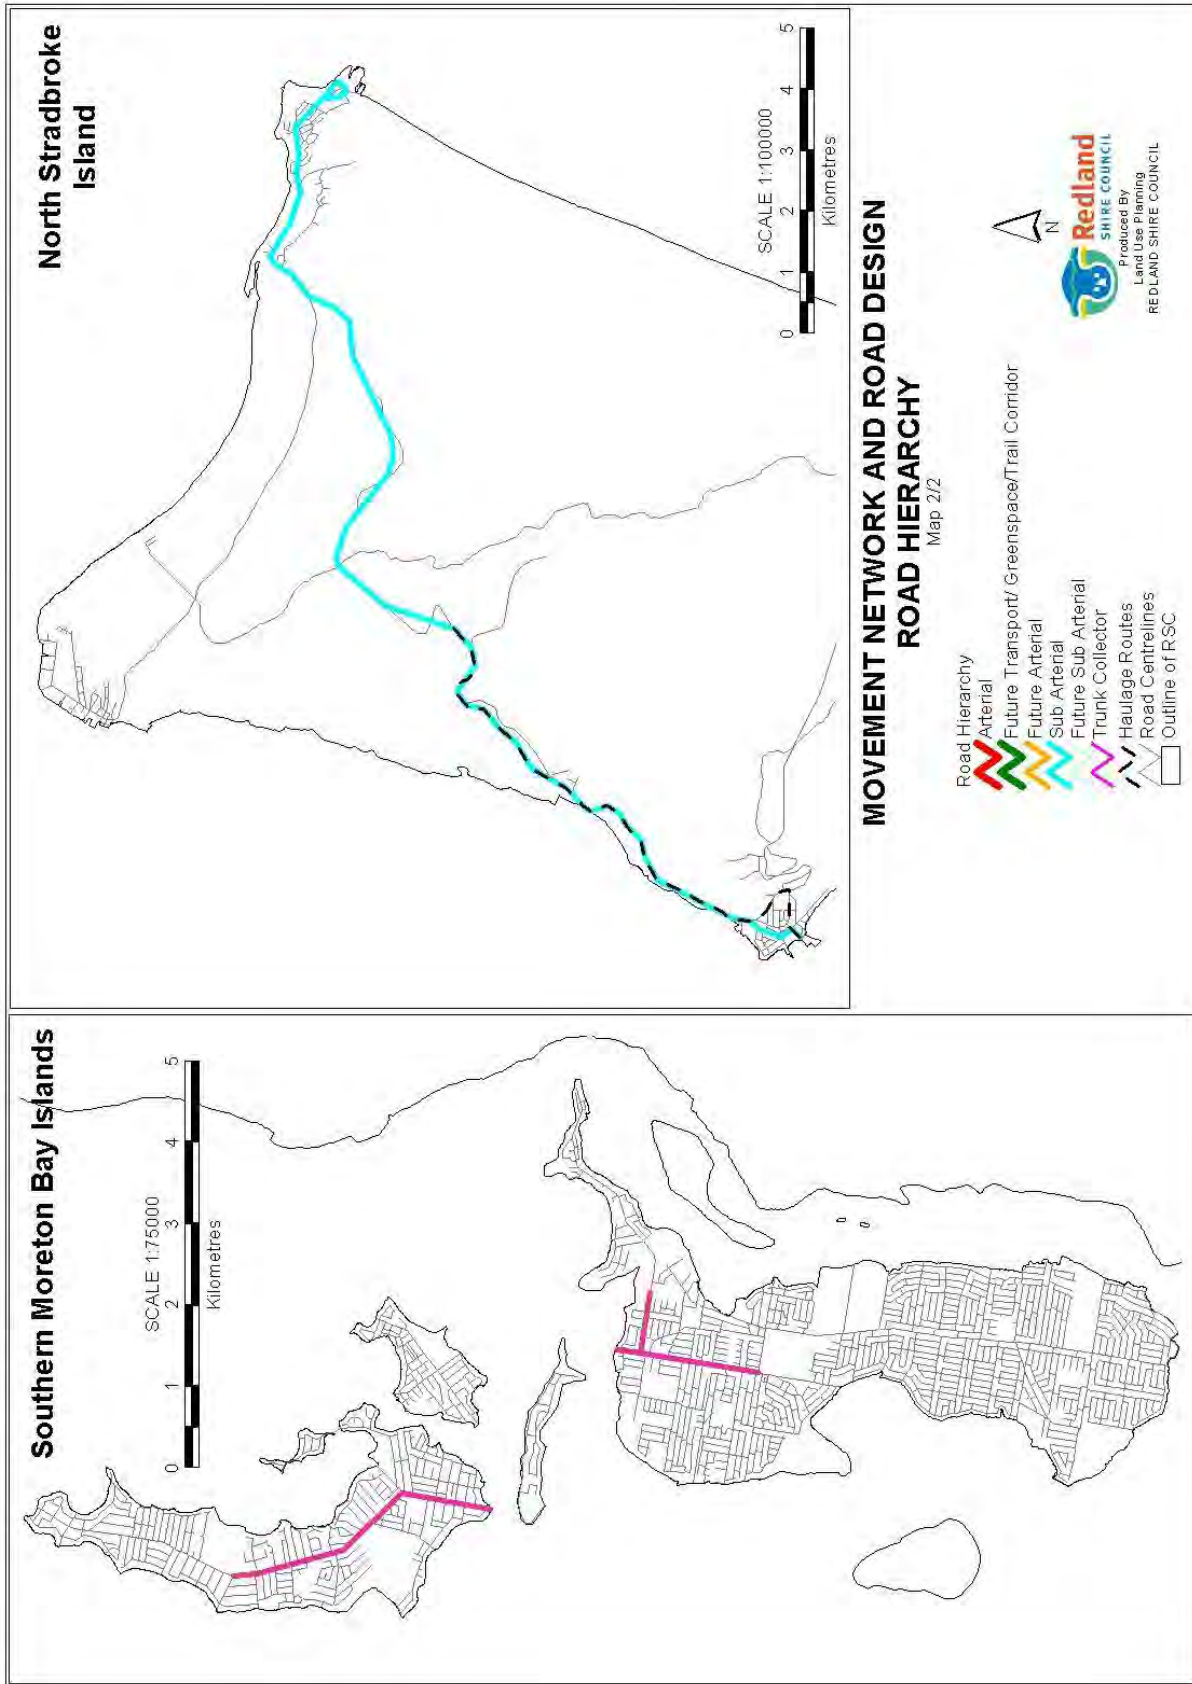 Southern Moreton Bay Islands
SCALE 1:75000
0 1 2 3 4 5
Kilometres
North Stradbroke
Island
SCALE 1:100000
0 1 2 3 4 5
Kilometres
MOVEMENT NETWORK AND ROAD DESIGN
ROAD HIERARCHY
Map 2/2
Road Hierarchy
Arterial
Future Transport/ Greenspace/Trail Corridor
Future Arterial
Sub Arterial
Future Sub Arterial
Trunk Collector
Haulage Routes
Road Centrelines
Outline of RSC
N
Redland
SHIRE COUNCIL
Produced By
Land Use Planning
REDLAND SHIRE COUNCIL